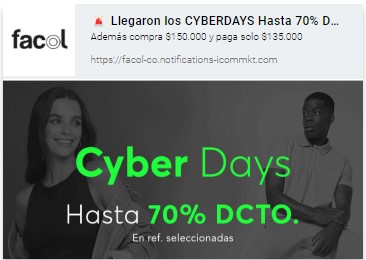 facol
🚨 Llegaron los CYBERDAYS Hasta 70% D...
Además compra $150.000 y paga solo $135.000
https://facol-co.notifications-icommkt.com
Cyber Days
Hasta 70% DCTO.
En ref. seleccionadas